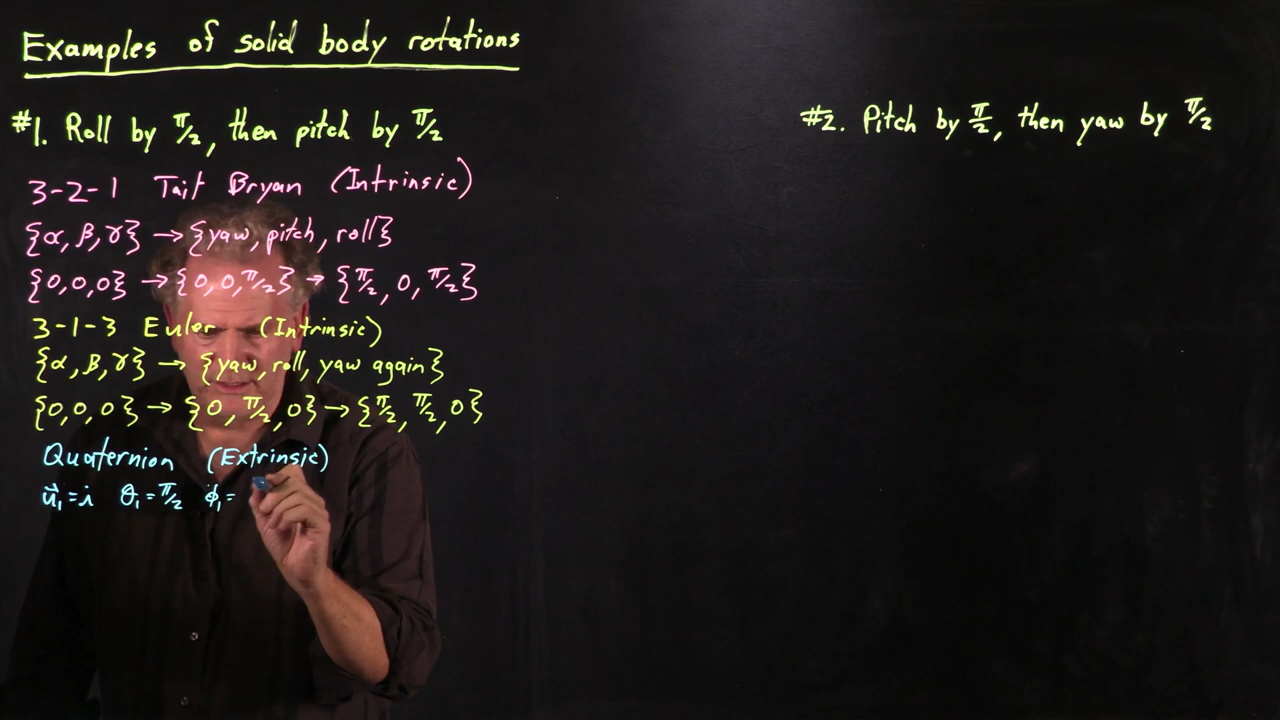 Examples of solid body rotations
#1. Roll by π/2, then pitch by π/2
3-2-1 Tait Bryan (Intrinsic)
{α, β, γ} → {yaw, pitch, roll}
{0,0,0} → {0,0,π/2} → {π/2, 0, π/2}
3-1-3 Euler (Intrinsic)
{α, β, γ} → {yaw, roll, yaw again}
{0,0,0} → {0, π/2, 0} → {π/2, π/2, 0}
Quaternion (Extrinsic)
u⃗₁=i θ₁=π/2 ϕ₁=
#2. Pitch by π/2, then yaw by π/2